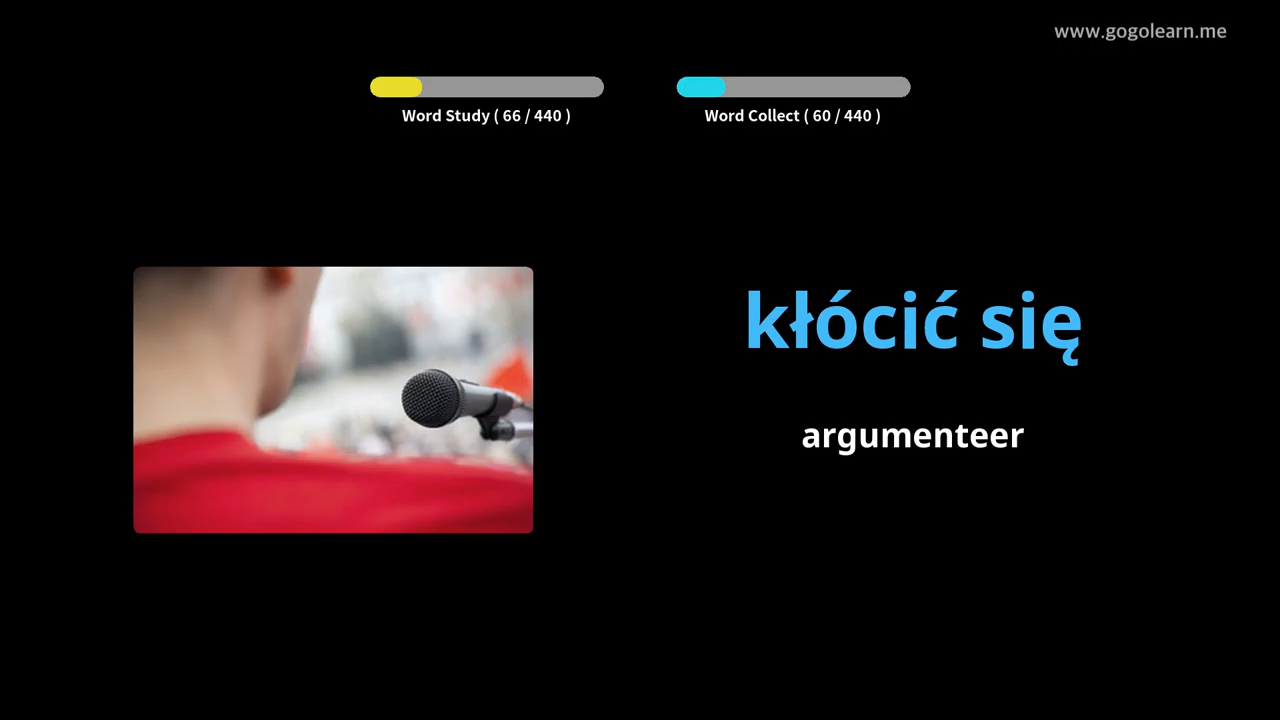 www.gogolearn.me
Word Study ( 66 / 440 )
Word Collect ( 60 / 440 )
kłócić się
argumenteer